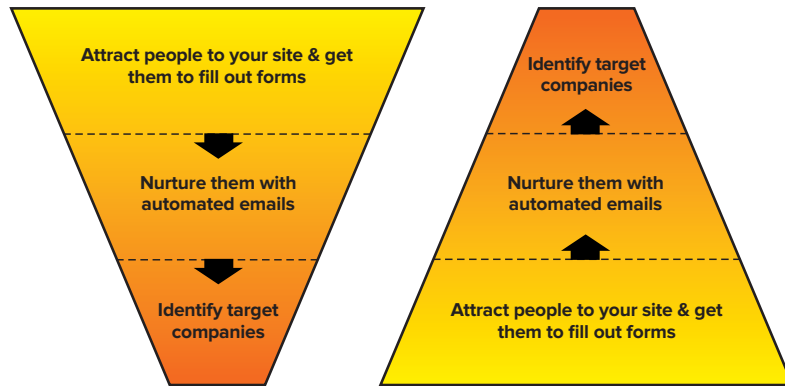 Attract people to your site & get
them to fill out forms
Nurture them with
automated emails
Identify target
companies
Identify target
companies
Nurture them with
automated emails
Attract people to your site & get
them to fill out forms